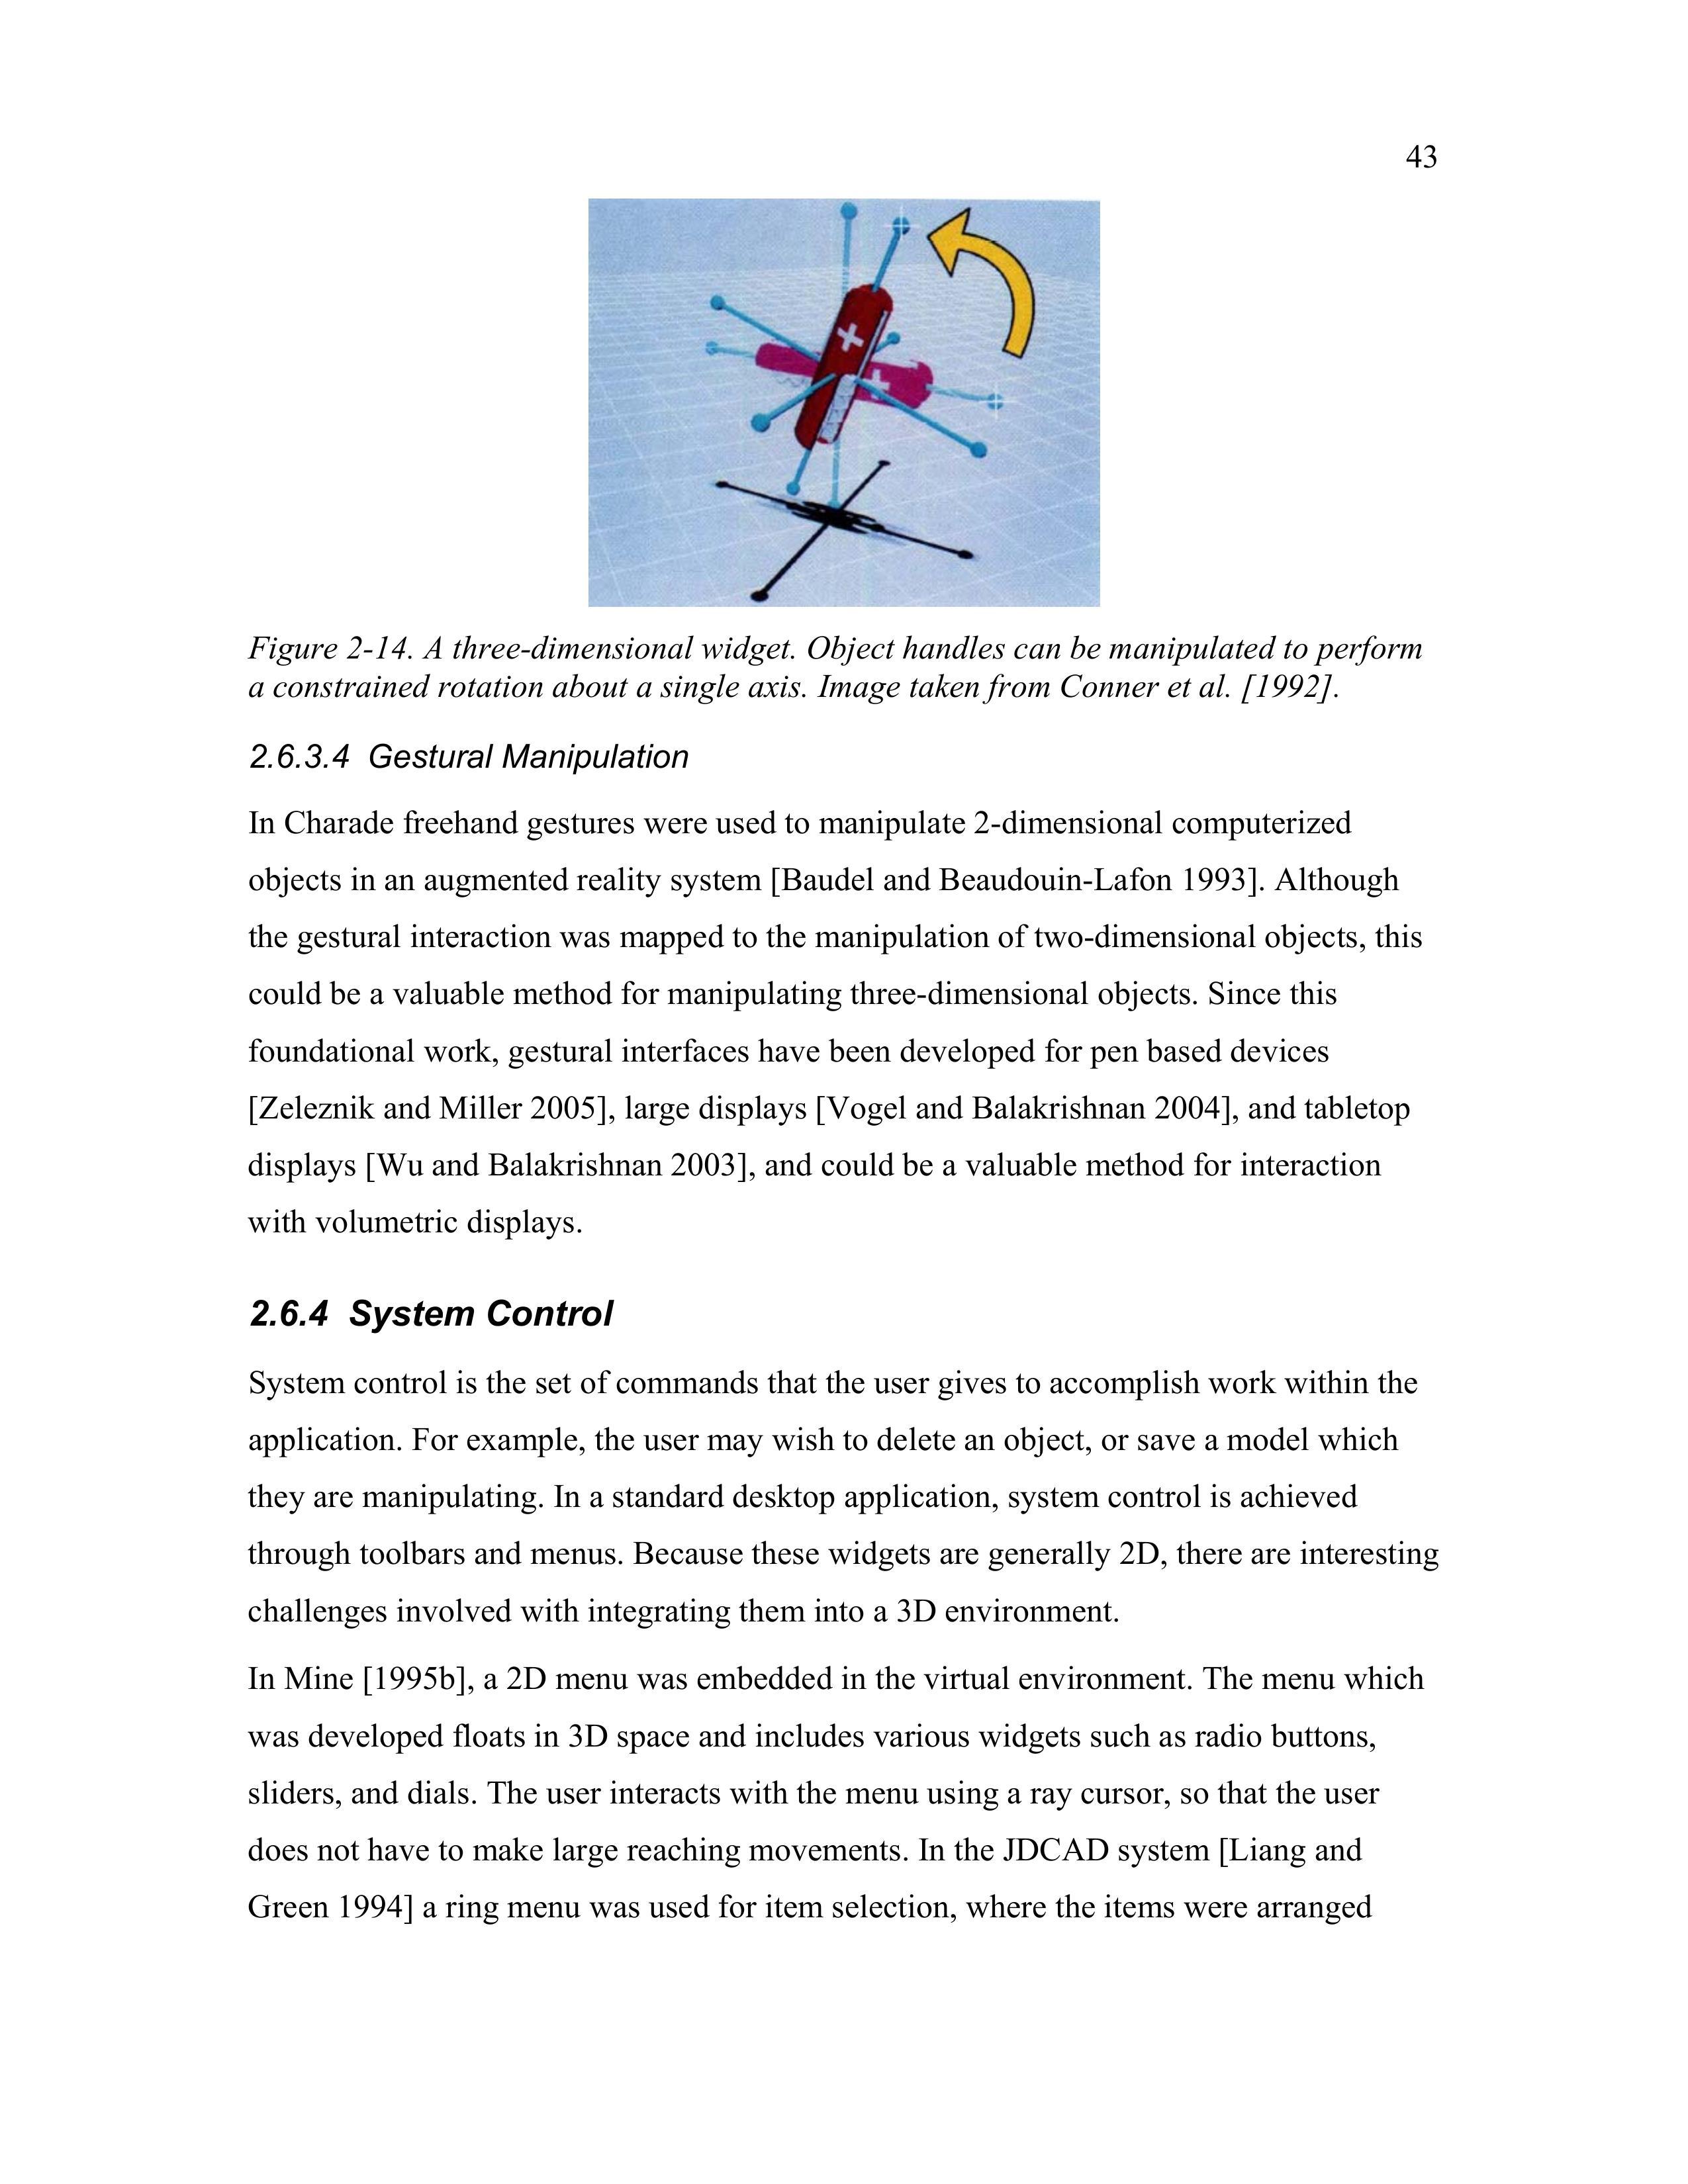 43
Figure 2-14. A three-dimensional widget. Object handles can be manipulated to perform
a constrained rotation about a single axis. Image taken from Conner et al. [1992].
2.6.3.4 Gestural Manipulation
In Charade freehand gestures were used to manipulate 2-dimensional computerized
objects in an augmented reality system [Baudel and Beaudouin-Lafon 1993]. Although
the gestural interaction was mapped to the manipulation of two-dimensional objects, this
could be a valuable method for manipulating three-dimensional objects. Since this
foundational work, gestural interfaces have been developed for pen based devices
[Zeleznik and Miller 2005], large displays [Vogel and Balakrishnan 2004], and tabletop
displays [Wu and Balakrishnan 2003], and could be a valuable method for interaction
with volumetric displays.
2.6.4 System Control
System control is the set of commands that the user gives to accomplish work within the
application. For example, the user may wish to delete an object, or save a model which
they are manipulating. In a standard desktop application, system control is achieved
through toolbars and menus. Because these widgets are generally 2D, there are interesting
challenges involved with integrating them into a 3D environment.
In Mine [1995b], a 2D menu was embedded in the virtual environment. The menu which
was developed floats in 3D space and includes various widgets such as radio buttons,
sliders, and dials. The user interacts with the menu using a ray cursor, so that the user
does not have to make large reaching movements. In the JDCAD system [Liang and
Green 1994] a ring menu was used for item selection, where the items were arranged